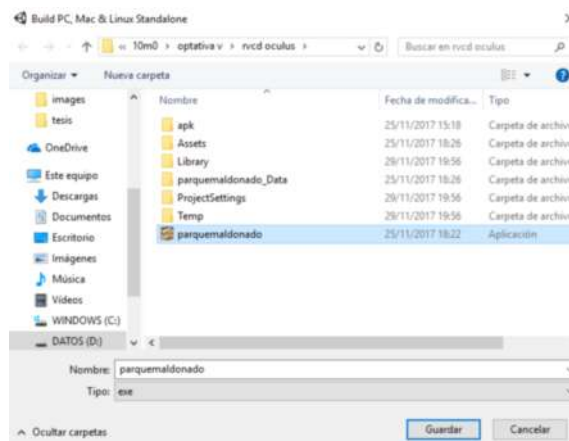 Build PC, Mac & Linux Standalone
« 10m0 › optativa v › rvcd oculus ›
Buscar en rvcd oculus
Organizar
Nueva carpeta
Nombre
Fecha de modifica...
Tipo
images
tesis
OneDrive
Este equipo
Descargas
Documentos
Escritorio
Imágenes
Música
Vídeos
WINDOWS (C:)
DATOS (D:)
apk 25/11/2017 15:18 Carpeta de archiv
Assets 25/11/2017 18:26 Carpeta de archiv
Library 29/11/2017 19:56 Carpeta de archiv
parquemaldonado_Data 25/11/2017 18:26 Carpeta de archiv
ProjectSettings 29/11/2017 19:56 Carpeta de archiv
Temp 29/11/2017 19:56 Carpeta de archiv
parquemaldonado 25/11/2017 18:22 Aplicación
Nombre: parquemaldonado
Tipo: exe
Ocultar carpetas
Guardar
Cancelar